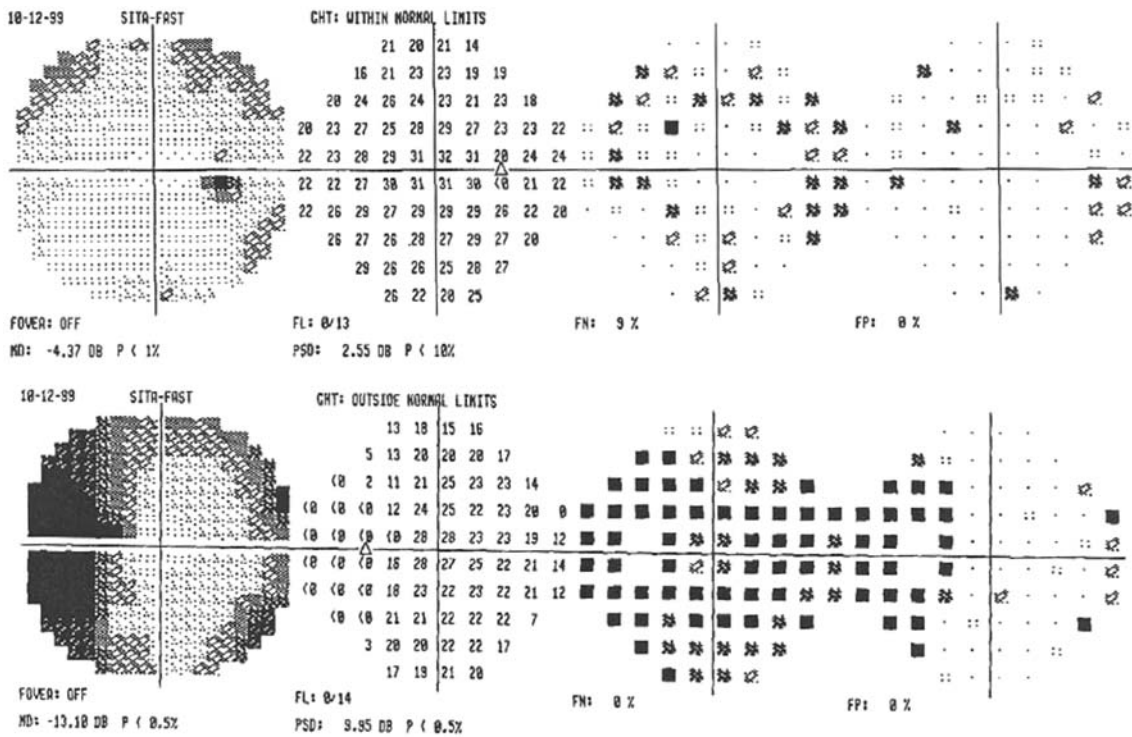 10-12-99 SITA-FAST GHT: WITHIN NORMAL LIMITS
21 20 21 14
16 21 23 23 19 19
20 24 26 24 23 21 23 18
20 23 27 25 28 29 27 23 23 22
22 23 28 29 31 32 31 20 24 24
22 22 27 30 31 31 30 <0 21 22
22 26 29 27 29 29 29 26 22 20
26 27 26 28 27 29 27 20
29 26 26 25 28 27
26 22 20 25
FOVER: OFF FL: 0/13 FN: 9 % FP: 0 %
MD: -4.37 DB P < 1% PSD: 2.55 DB P < 10%
10-12-99 SITA-FAST GHT: OUTSIDE NORMAL LIMITS
13 18 15 16
5 13 20 20 20 17
<0 2 11 21 25 23 23 14
<0 <0 <0 12 24 25 22 23 20 0
<0 <0 <0 <0 28 28 23 23 19 12
<0 <0 <0 16 28 27 25 22 21 14
<0 <0 <0 18 23 22 23 22 21 12
<0 <0 21 21 22 22 22 7
3 20 20 22 22 17
17 19 21 20
FOVER: OFF FL: 0/14 FN: 0 % FP: 0 %
MD: -13.10 DB P < 0.5% PSD: 9.95 DB P < 0.5%